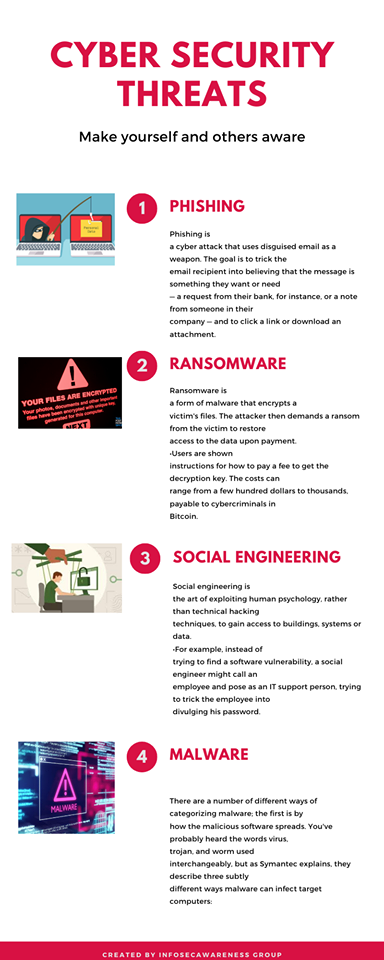 CYBER SECURITY
THREATS
Make yourself and others aware
1
PHISHING
Phishing is
a cyber attack that uses disguised email as a
weapon. The goal is to trick the
email recipient into believing that the message is
something they want or need
— a request from their bank, for instance, or a note
from someone in their
company — and to click a link or download an
attachment.
YOUR FILES ARE ENCRYPTED
Your photos, documents and other important
files have been encrypted with unique key,
generated for this computer.
NEXT
2
RANSOMWARE
Ransomware is
a form of malware that encrypts a
victim's files. The attacker then demands a ransom
from the victim to restore
access to the data upon payment.
•Users are shown
instructions for how to pay a fee to get the
decryption key. The costs can
range from a few hundred dollars to thousands,
payable to cybercriminals in
Bitcoin.
3
SOCIAL ENGINEERING
Social engineering is
the art of exploiting human psychology, rather
than technical hacking
techniques, to gain access to buildings, systems or
data.
•For example, instead of
trying to find a software vulnerability, a social
engineer might call an
employee and pose as an IT support person, trying
to trick the employee into
divulging his password.
MALWARE
4
MALWARE
There are a number of different ways of
categorizing malware; the first is by
how the malicious software spreads. You've
probably heard the words virus,
trojan, and worm used
interchangeably, but as Symantec explains, they
describe three subtly
different ways malware can infect target
computers:
CREATED BY INFOSECAWARENESS GROUP